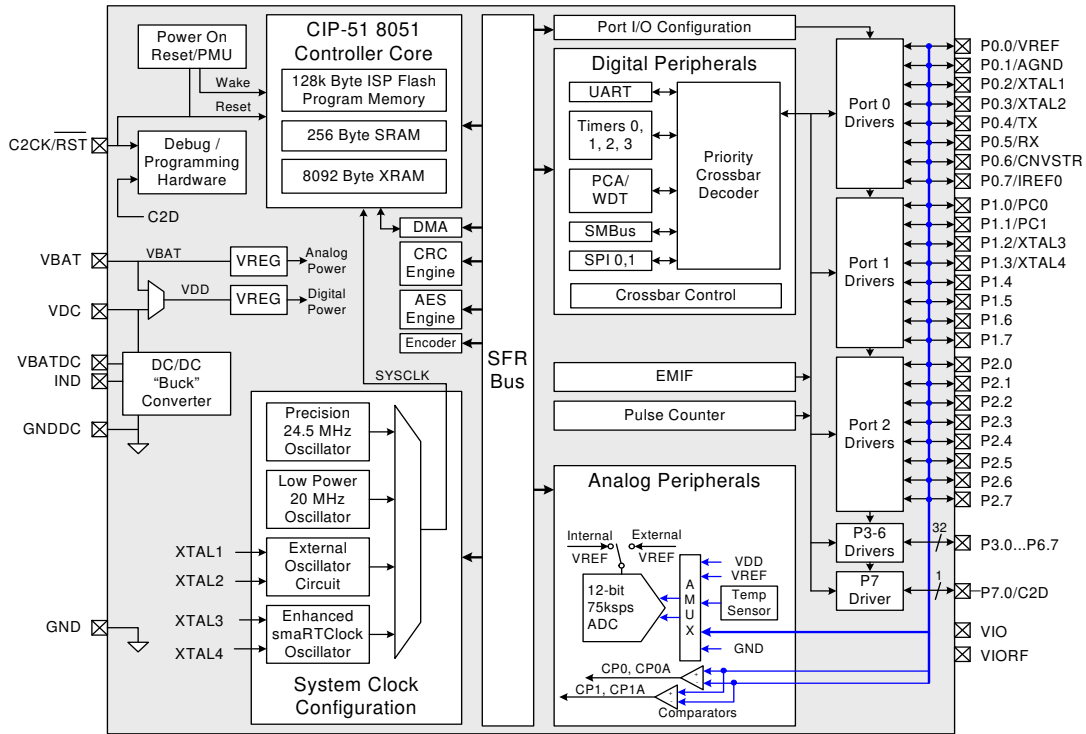 Power On
Reset/PMU
Wake
Reset
C2CK/RST
Debug /
Programming
Hardware
C2D
CIP-51 8051
Controller Core
128k Byte ISP Flash
Program Memory
256 Byte SRAM
8092 Byte XRAM
DMA
CRC
Engine
AES
Engine
Encoder
VBAT
VBAT
VREG
Analog
Power
VDC
VDD
VREG
Digital
Power
VBATDC
IND
DC/DC
“Buck”
Converter
GNDDC
SYSCLK
Precision
24.5 MHz
Oscillator
Low Power
20 MHz
Oscillator
XTAL1
XTAL2
External
Oscillator
Circuit
XTAL3
XTAL4
Enhanced
smaRTClock
Oscillator
GND
System Clock
Configuration
SFR
Bus
Port I/O Configuration
Digital Peripherals
UART
Timers 0,
1, 2, 3
PCA/
WDT
SMBus
SPI 0,1
Priority
Crossbar
Decoder
Crossbar Control
EMIF
Pulse Counter
Analog Peripherals
Internal
VREF
External
VREF
12-bit
75ksps
ADC
A
M
U
X
VDD
VREF
Temp
Sensor
GND
CP0, CP0A
CP1, CP1A
+
-
+
-
Comparators
Port 0
Drivers
Port 1
Drivers
Port 2
Drivers
P3-6
Drivers
P7
Driver
32
1
P0.0/VREF
P0.1/AGND
P0.2/XTAL1
P0.3/XTAL2
P0.4/TX
P0.5/RX
P0.6/CNVSTR
P0.7/IREF0
P1.0/PC0
P1.1/PC1
P1.2/XTAL3
P1.3/XTAL4
P1.4
P1.5
P1.6
P1.7
P2.0
P2.1
P2.2
P2.3
P2.4
P2.5
P2.6
P2.7
P3.0...P6.7
P7.0/C2D
VIO
VIORF